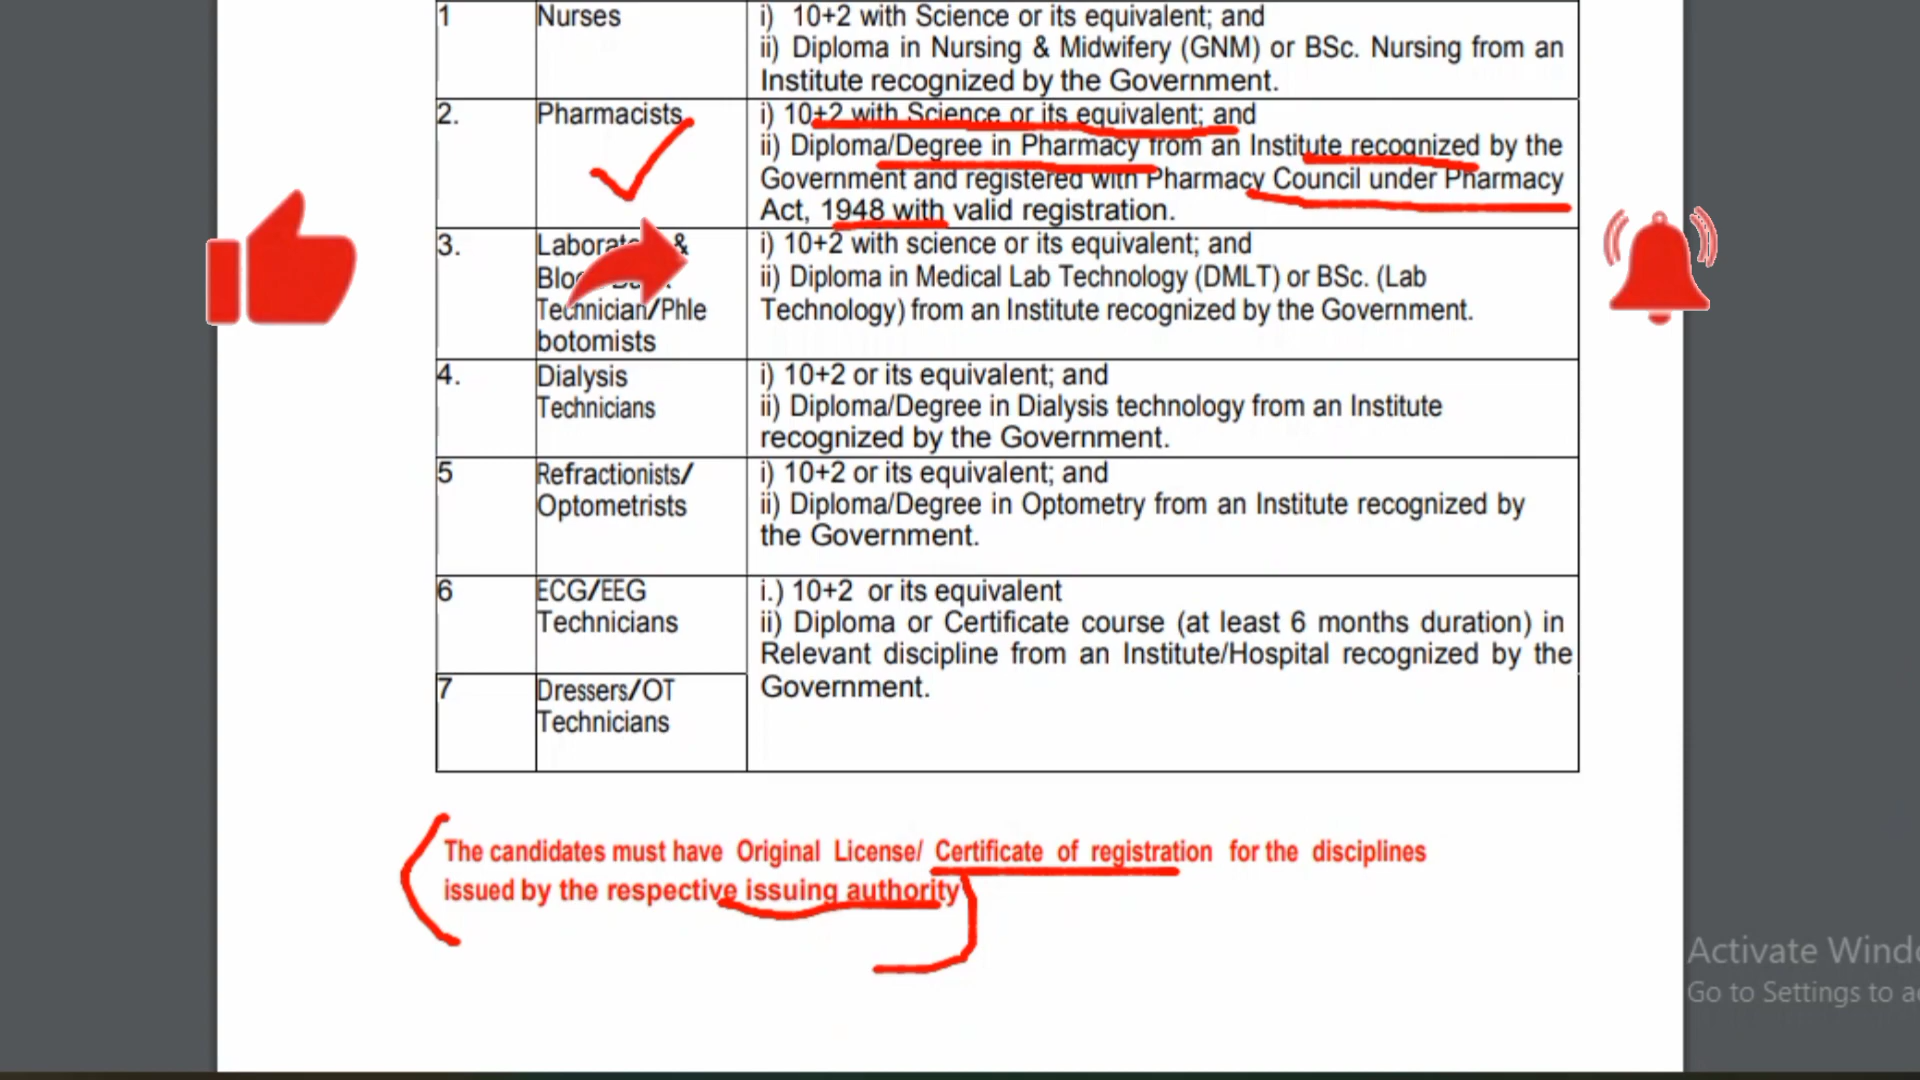 1 Nurses i) 10+2 with Science or its equivalent; and
ii) Diploma in Nursing & Midwifery (GNM) or BSc. Nursing from an
Institute recognized by the Government.
2. Pharmacists i) 10+2 with Science or its equivalent; and
ii) Diploma/Degree in Pharmacy from an Institute recognized by the
Government and registered with Pharmacy Council under Pharmacy
Act, 1948 with valid registration.
3. & i) 10+2 with science or its equivalent; and
ii) Diploma in Medical Lab Technology (DMLT) or BSc. (Lab
Technician/Phle Technology) from an Institute recognized by the Government.
botomists
4. Dialysis i) 10+2 or its equivalent; and
Technicians ii) Diploma/Degree in Dialysis technology from an Institute
recognized by the Government.
5 Refractionists/ i) 10+2 or its equivalent; and
Optometrists ii) Diploma/Degree in Optometry from an Institute recognized by
the Government.
6 ECG/EEG i.) 10+2 or its equivalent
Technicians ii) Diploma or Certificate course (at least 6 months duration) in
Relevant discipline from an Institute/Hospital recognized by the
7 Dressers/OT Government.
Technicians
The candidates must have Original License/ Certificate of registration for the disciplines
issued by the respective issuing authority
Activate
Go to Settings to